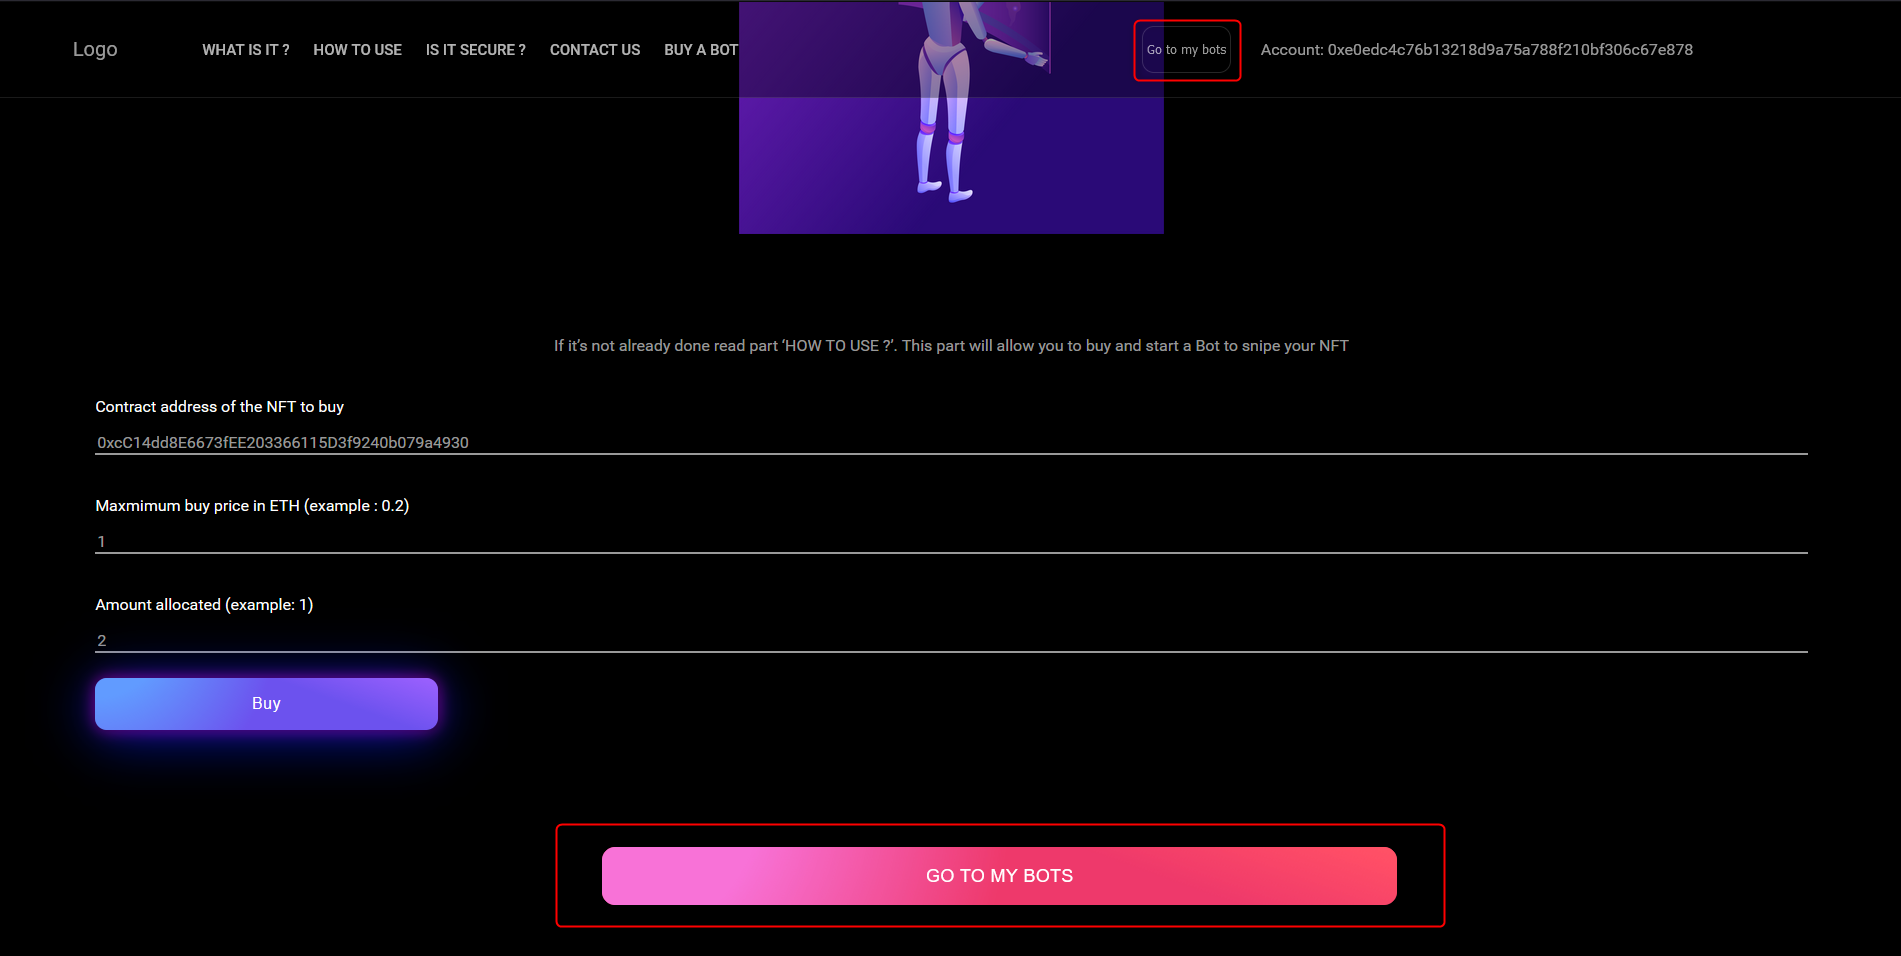 Logo WHAT IS IT ? HOW TO USE IS IT SECURE ? CONTACT US BUY A BOT Go to my bots Account: 0xe0edc4c76b13218d9a75a788f210bf306c67e878
If it’s not already done read part ‘HOW TO USE ?’. This part will allow you to buy and start a Bot to snipe your NFT
Contract address of the NFT to buy
0xcC14dd8E6673fEE203366115D3f9240b079a4930
Maxmimum buy price in ETH (example : 0.2)
1
Amount allocated (example: 1)
2
Buy
GO TO MY BOTS